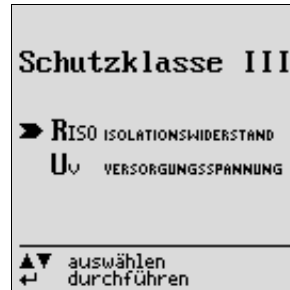 Schutzklasse III
RISO ISOLATIONSWIDERSTAND
Uv VERSORGUNGSSPANNUNG
▲▼ auswählen
↵ durchführen